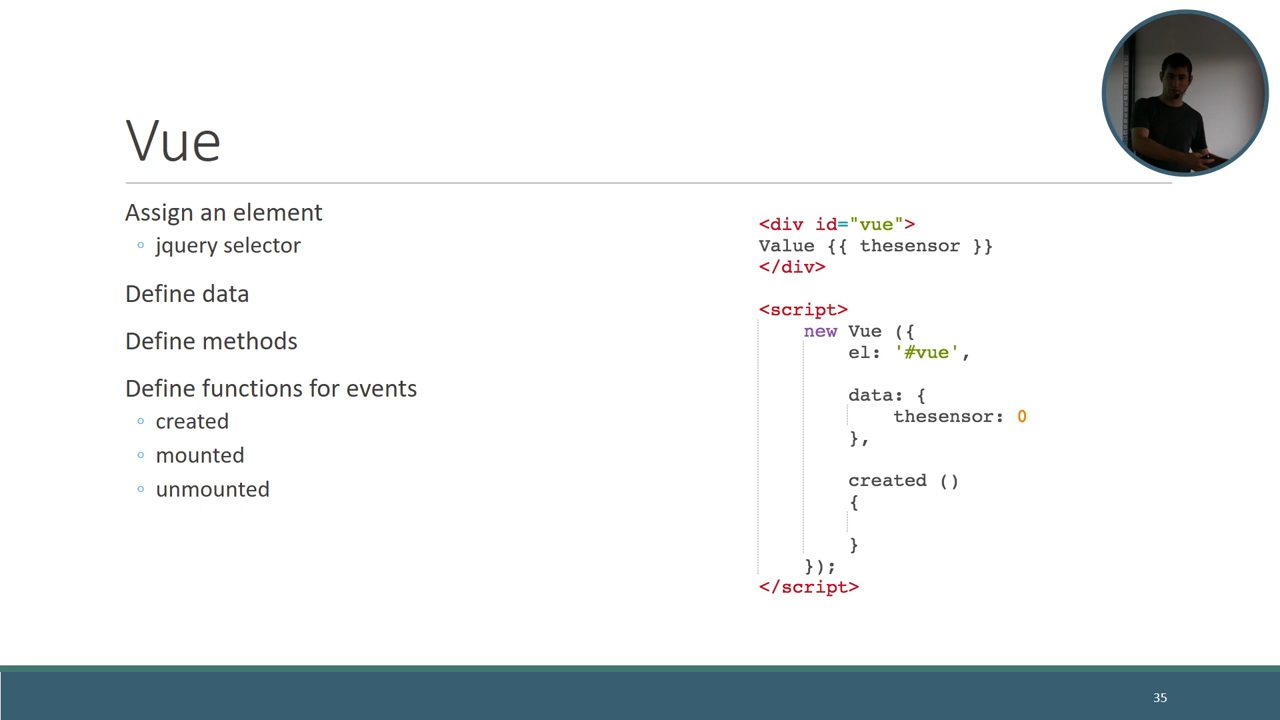 Vue
Assign an element
◦ jquery selector
Define data
Define methods
Define functions for events
◦ created
◦ mounted
◦ unmounted
<div id="vue">
Value {{ thesensor }}
</div>
<script>
new Vue ({
el: '#vue',
data: {
thesensor: 0
},
created ()
{
}
});
</script>
35